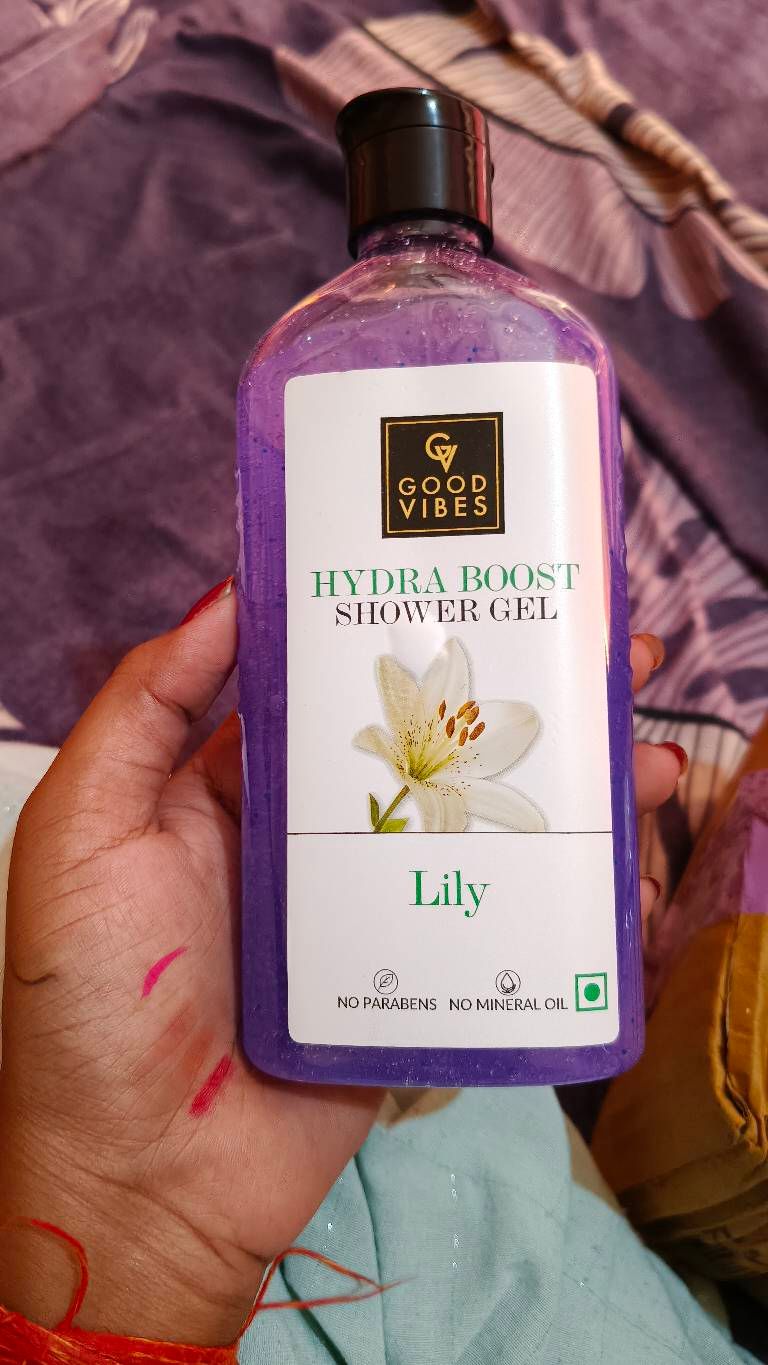 GV
GOOD
VIBES
HYDRA BOOST
SHOWER GEL
Lily
NO PARABENS NO MINERAL OIL